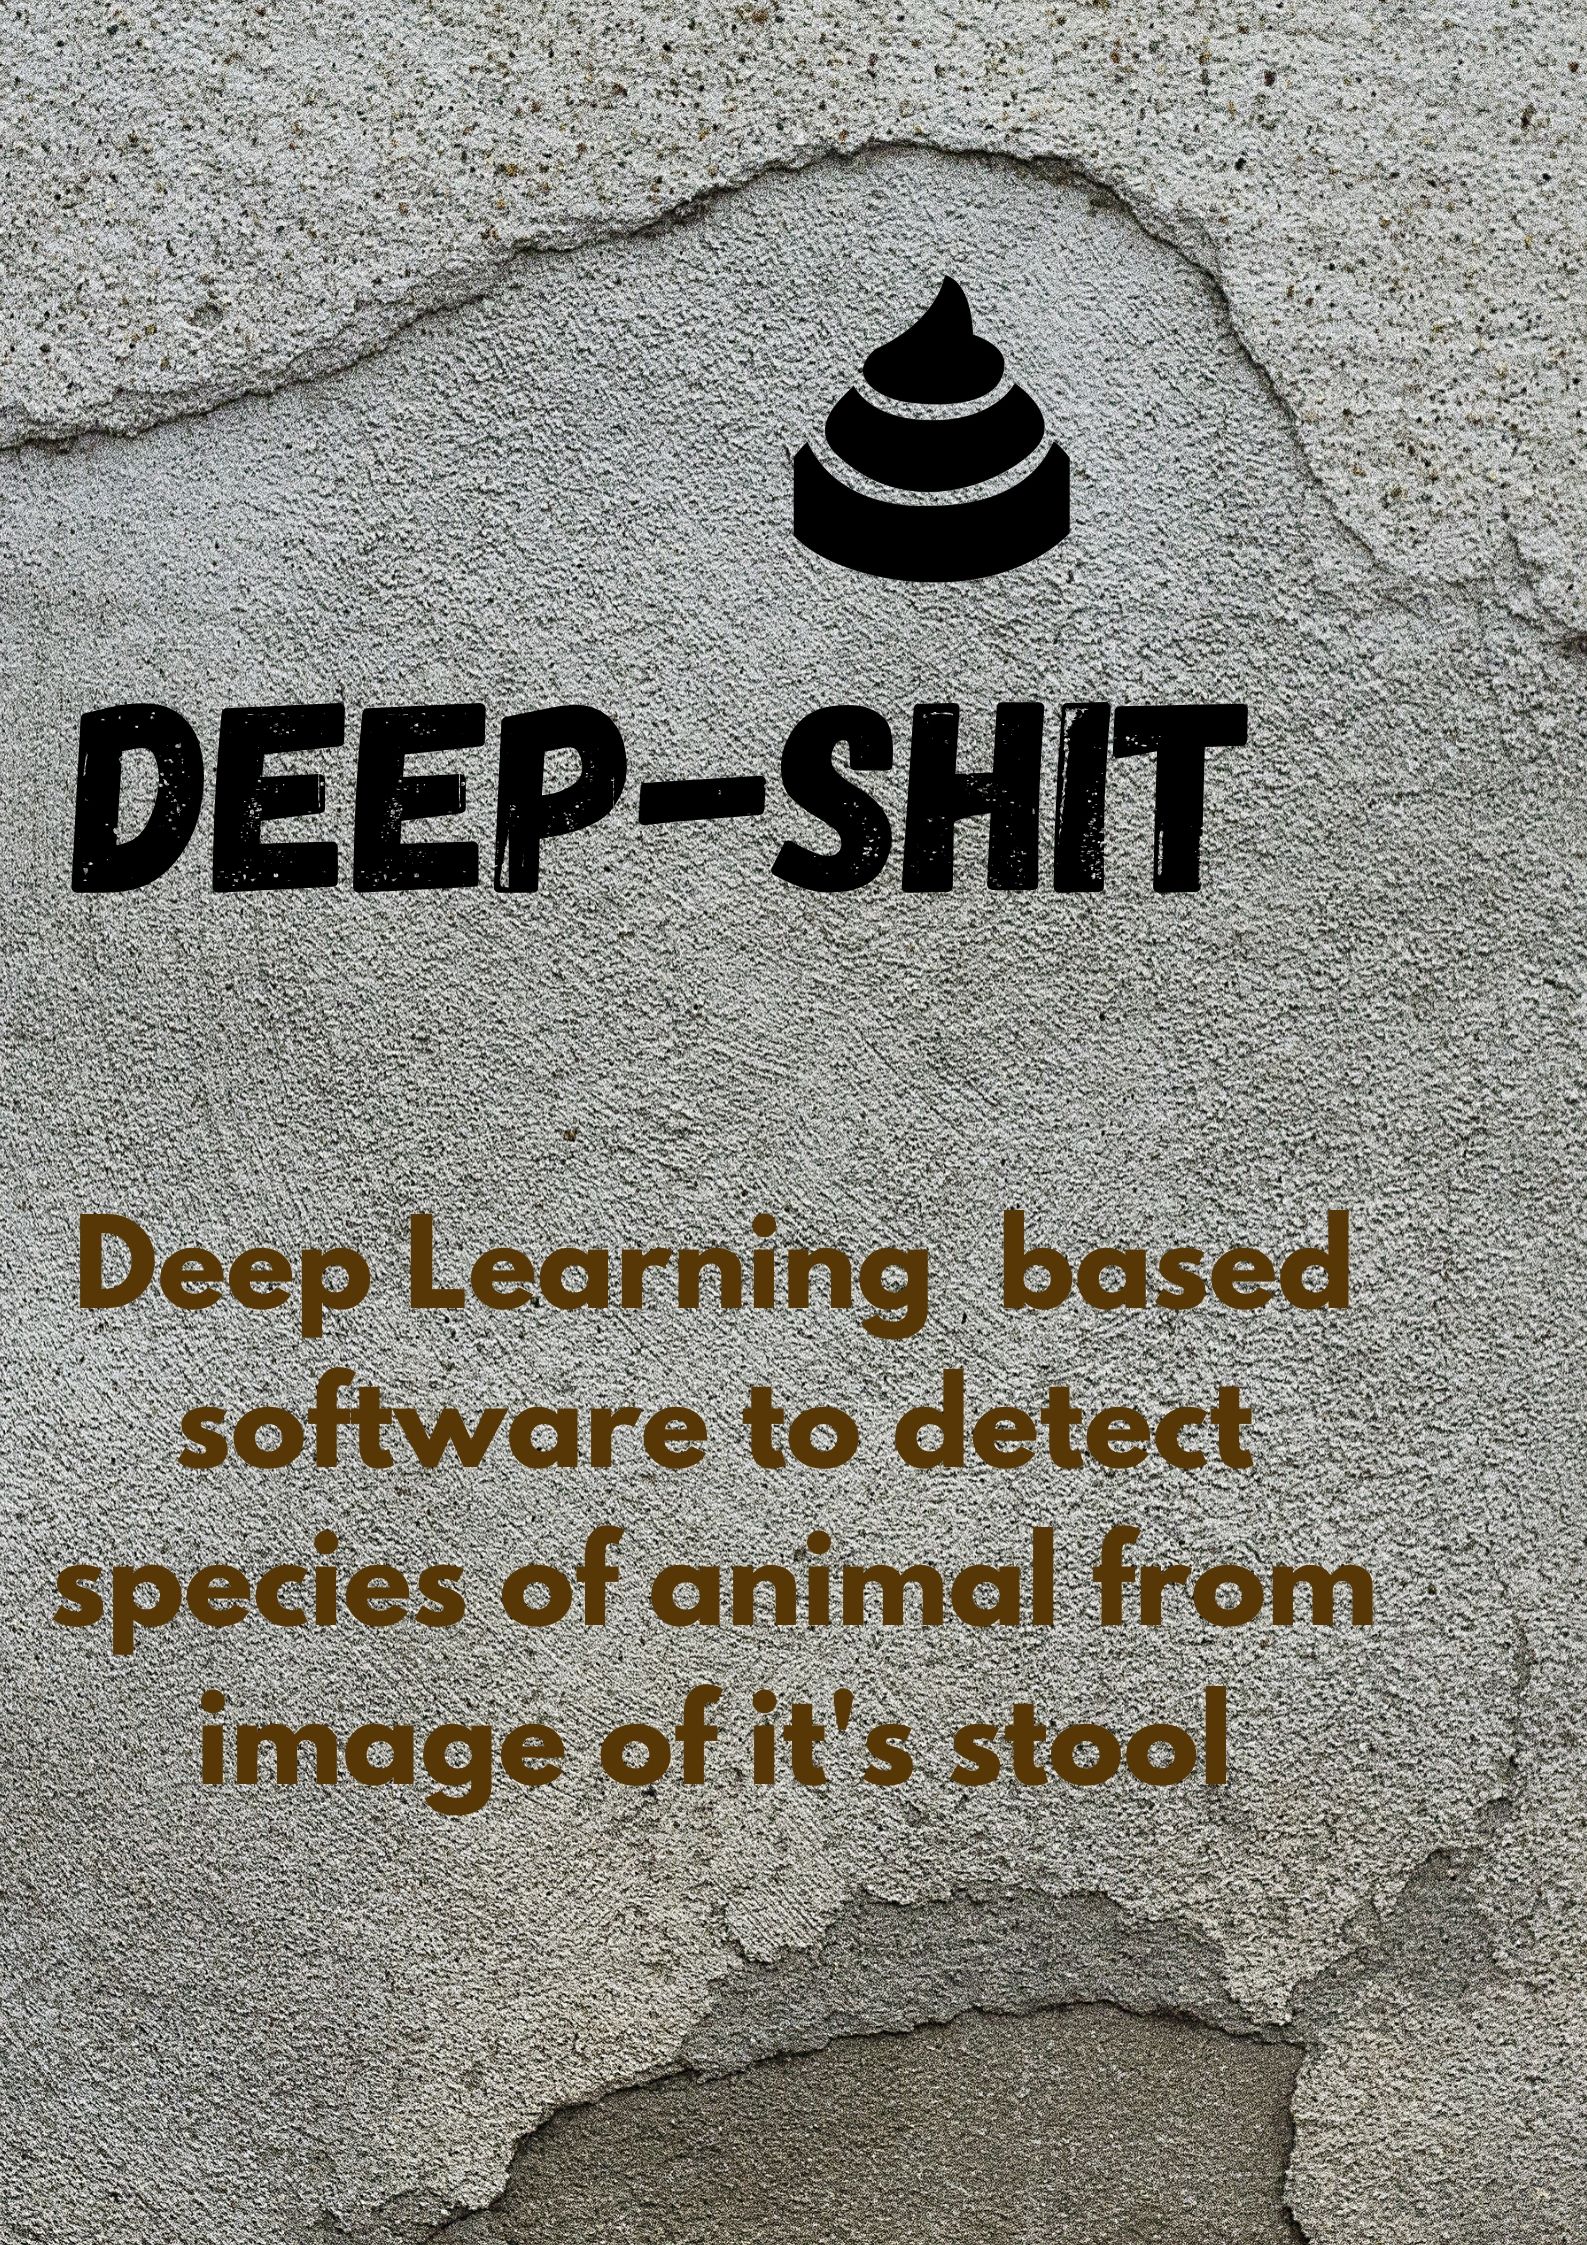 DEEP-SHIT
Deep Learning  based
software to detect
species of animal from
image of it's stool